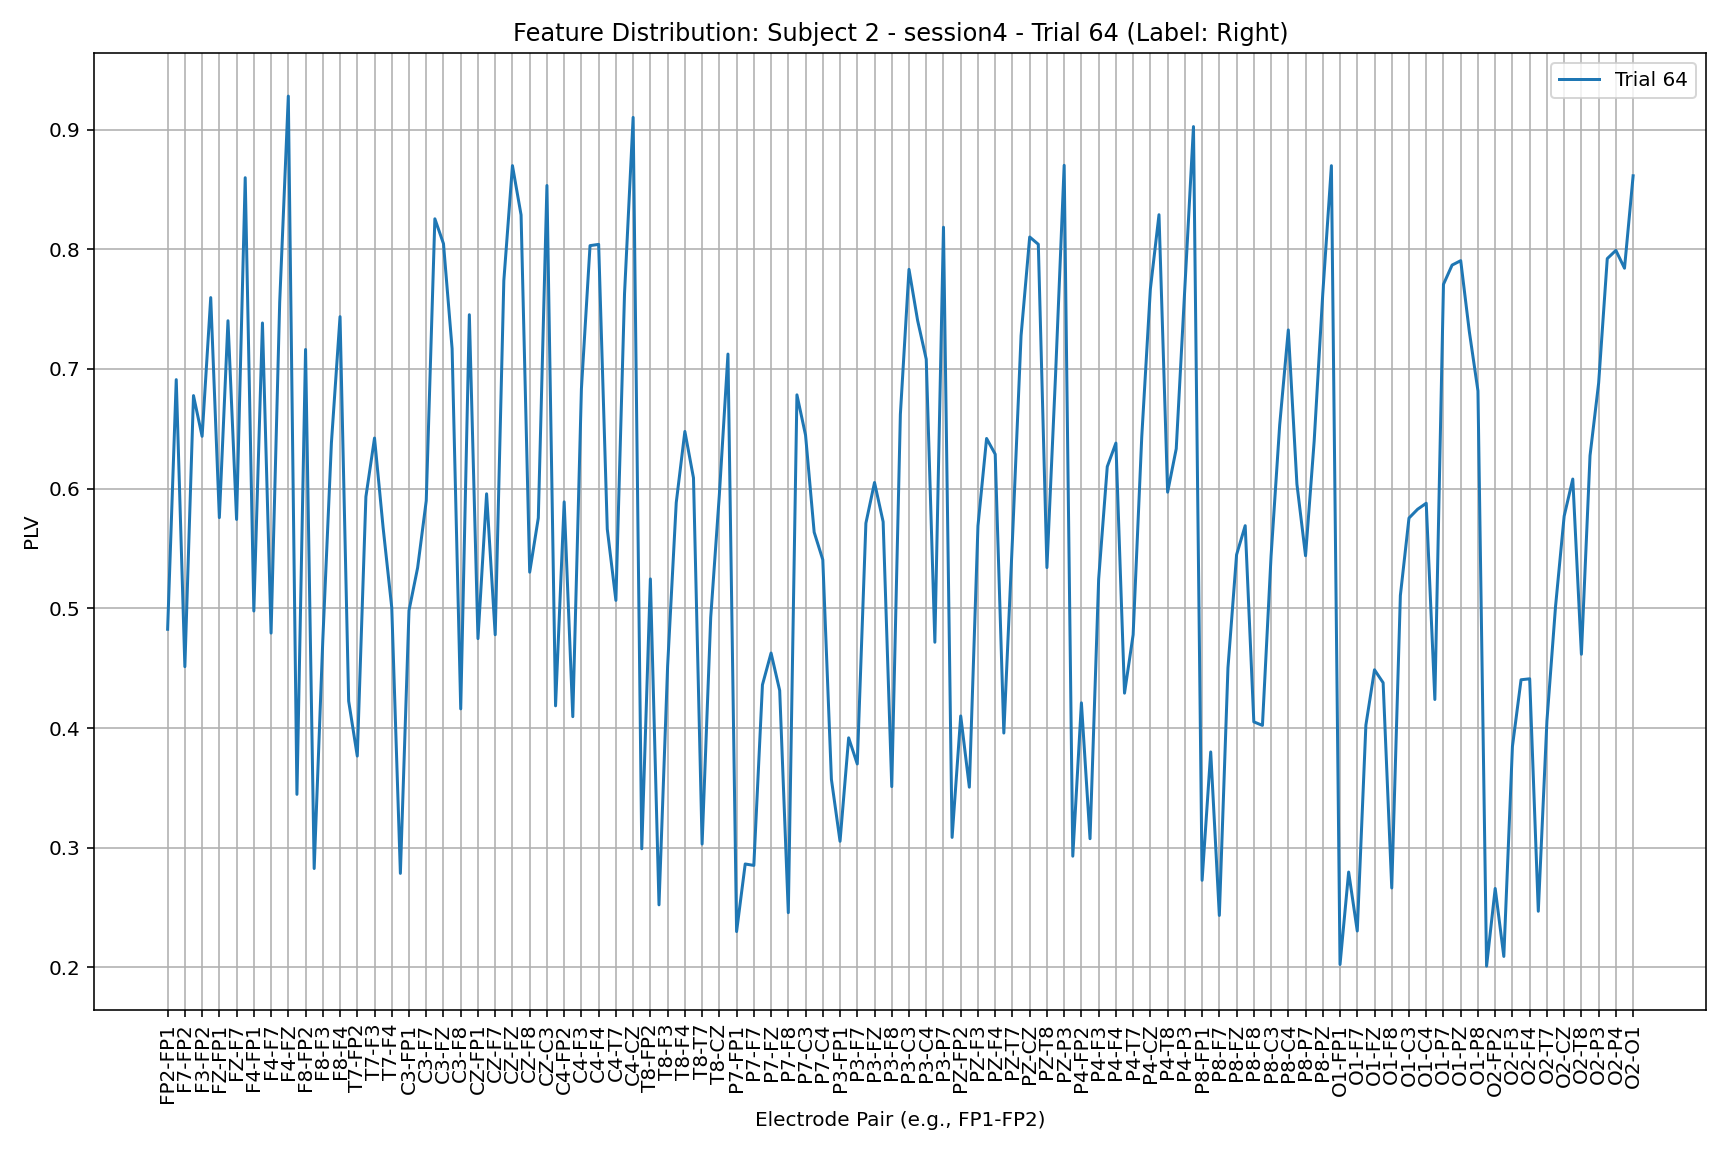 Feature Distribution: Subject 2 - session4 - Trial 64 (Label: Right)
Trial 64
PLV
0.9
0.8
0.7
0.6
0.5
0.4
0.3
0.2
FP2-FP1
F7-FP2
F3-FP2
FZ-FP1
FZ-F7
F4-FP1
F4-F7
F4-FZ
F8-FP2
F8-F3
F8-F4
T7-FP2
T7-F3
T7-F4
C3-FP1
C3-F7
C3-FZ
C3-F8
CZ-FP1
CZ-F7
CZ-FZ
CZ-F8
CZ-C3
C4-FP2
C4-F3
C4-F4
C4-T7
C4-CZ
T8-FP2
T8-F3
T8-F4
T8-T7
T8-CZ
P7-FP1
P7-F7
P7-FZ
P7-F8
P7-C3
P7-C4
P3-FP1
P3-F7
P3-FZ
P3-F8
P3-C3
P3-C4
P3-P7
PZ-FP2
PZ-F3
PZ-F4
PZ-T7
PZ-CZ
PZ-T8
PZ-P3
P4-FP2
P4-F3
P4-F4
P4-T7
P4-CZ
P4-T8
P4-P3
P8-FP1
P8-F7
P8-FZ
P8-F8
P8-C3
P8-C4
P8-P7
P8-PZ
O1-FP1
O1-F7
O1-FZ
O1-F8
O1-C3
O1-C4
O1-P7
O1-PZ
O1-P8
O2-FP2
O2-F3
O2-F4
O2-T7
O2-CZ
O2-T8
O2-P3
O2-P4
O2-O1
Electrode Pair (e.g., FP1-FP2)